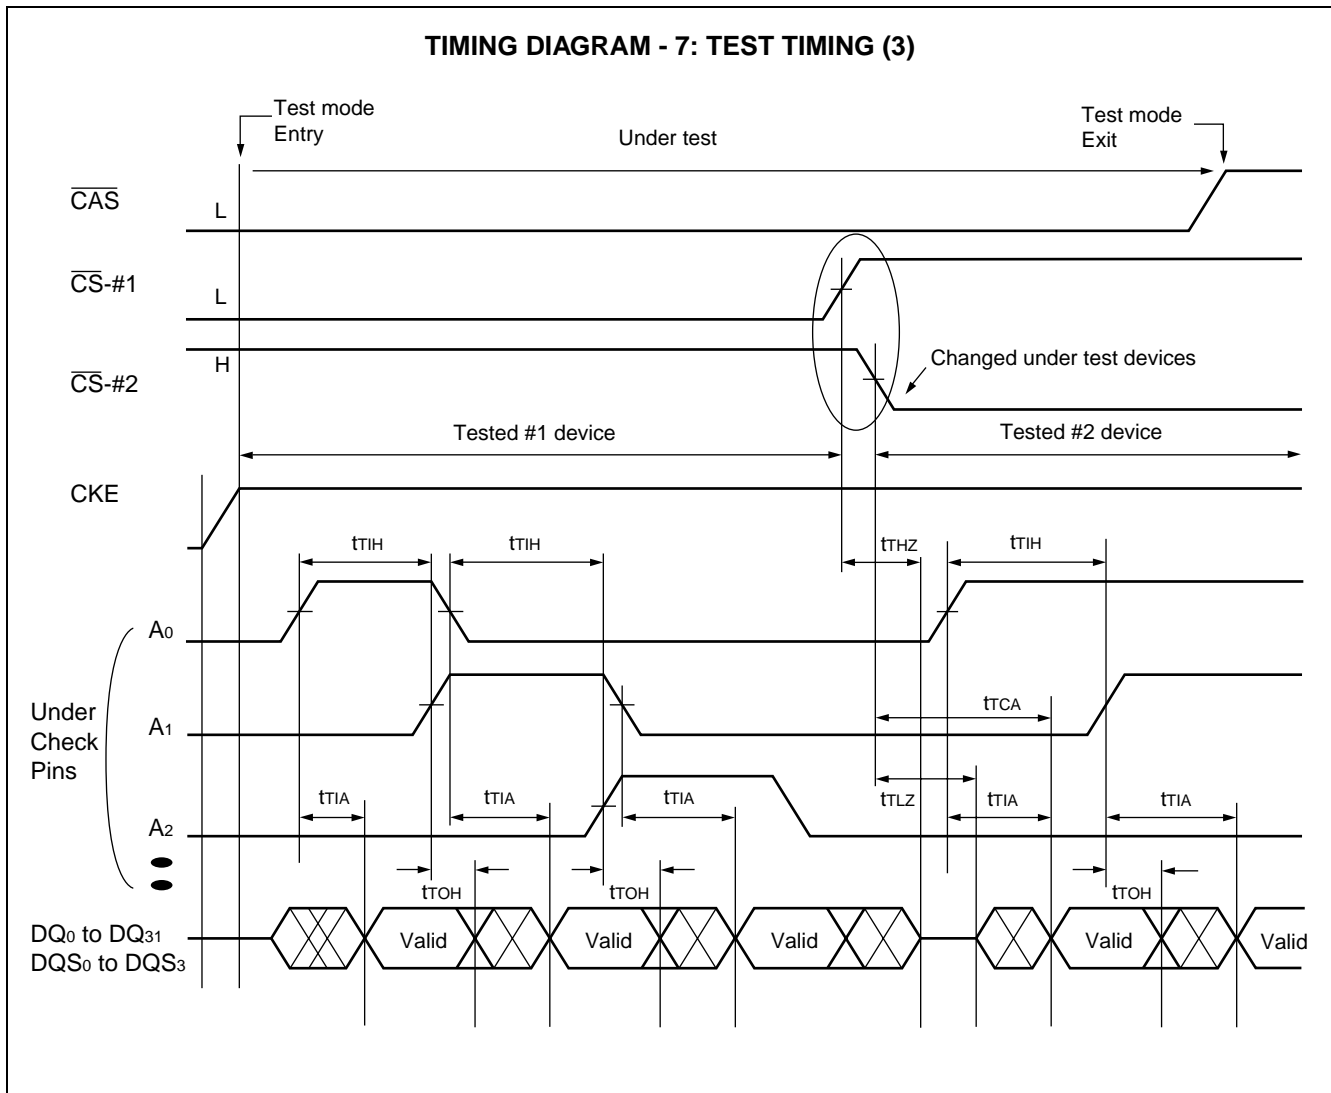 TIMING DIAGRAM - 7: TEST TIMING (3)
Test mode
Entry
Under test
Test mode
Exit
CAS
L
CS-#1
L
H
CS-#2
Changed under test devices
Tested #1 device
Tested #2 device
CKE
tTIH
tTIH
tTHZ
tTIH
A0
Under
Check
Pins
A1
tTCA
tTIA
tTIA
tTIA
tTLZ
tTIA
tTIA
A2
tTOH
tTOH
tTOH
DQ0 to DQ31
DQS0 to DQS3
Valid
Valid
Valid
Valid
Valid